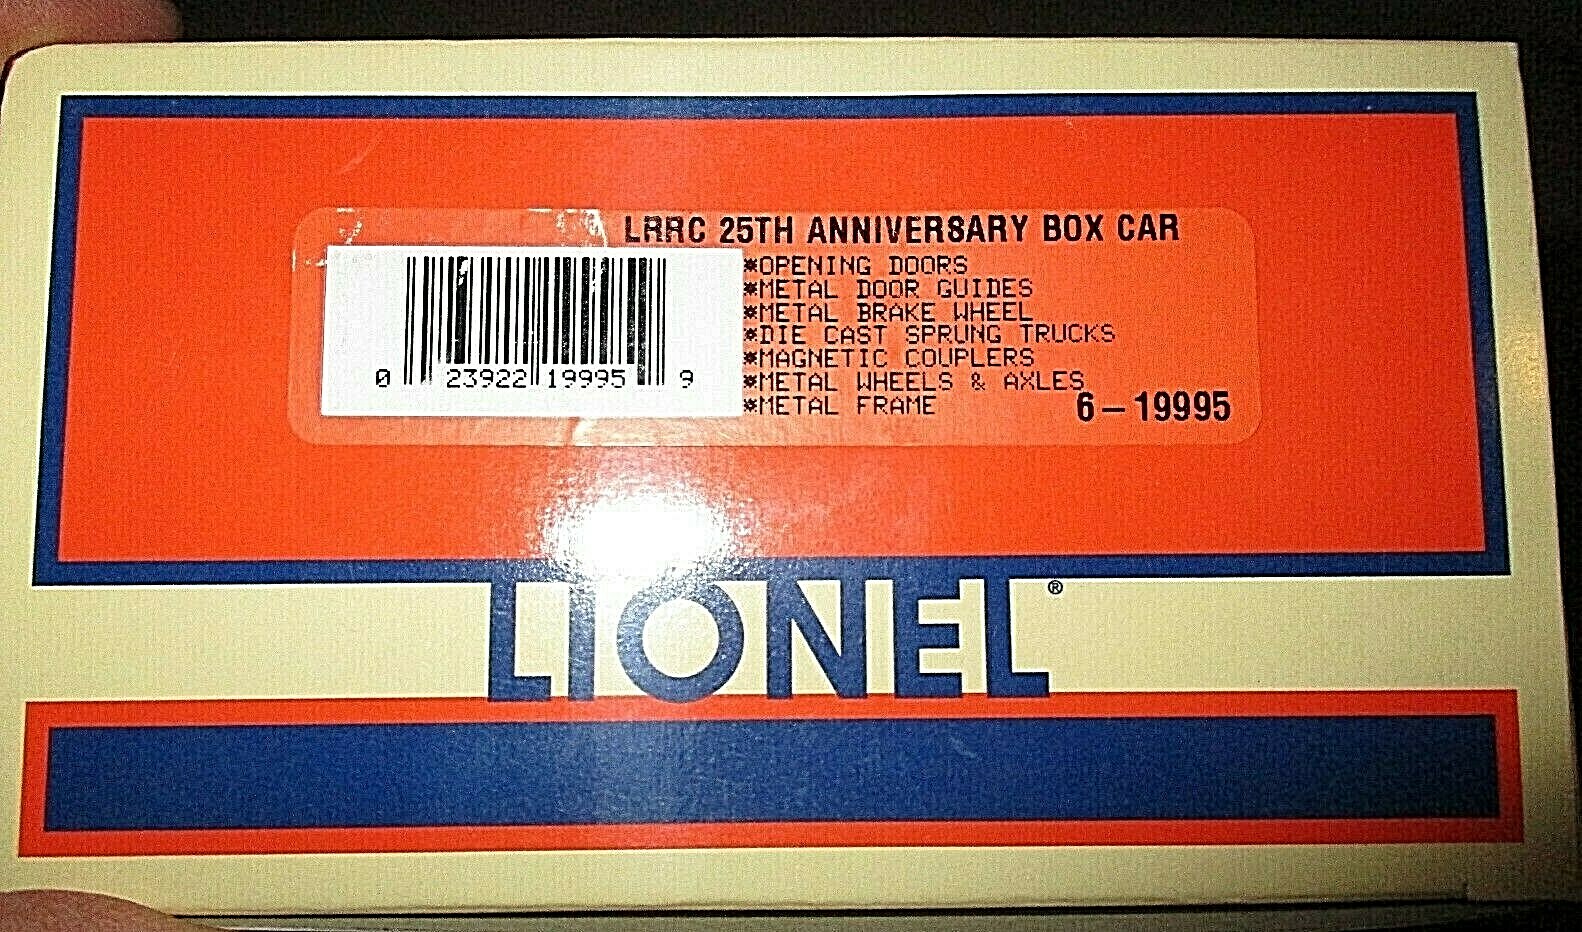 LRRC 25TH ANNIVERSARY BOX CAR
*OPENING DOORS
*METAL DOOR GUIDES
*METAL BRAKE WHEEL
*DIE CAST SPRUNG TRUCKS
*MAGNETIC COUPLERS
*METAL WHEELS & AXLES
*METAL FRAME
6-19995
0 23922 19995 9
LIONEL®